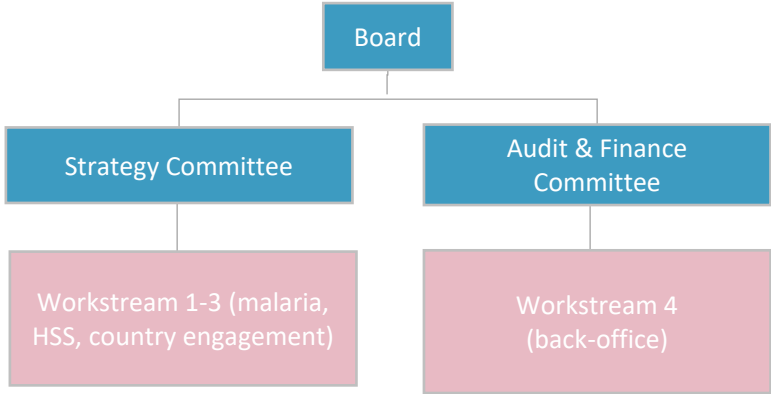 Board
Strategy Committee
Audit & Finance
Committee
Workstream 1-3 (malaria,
HSS, country engagement)
Workstream 4
(back-office)